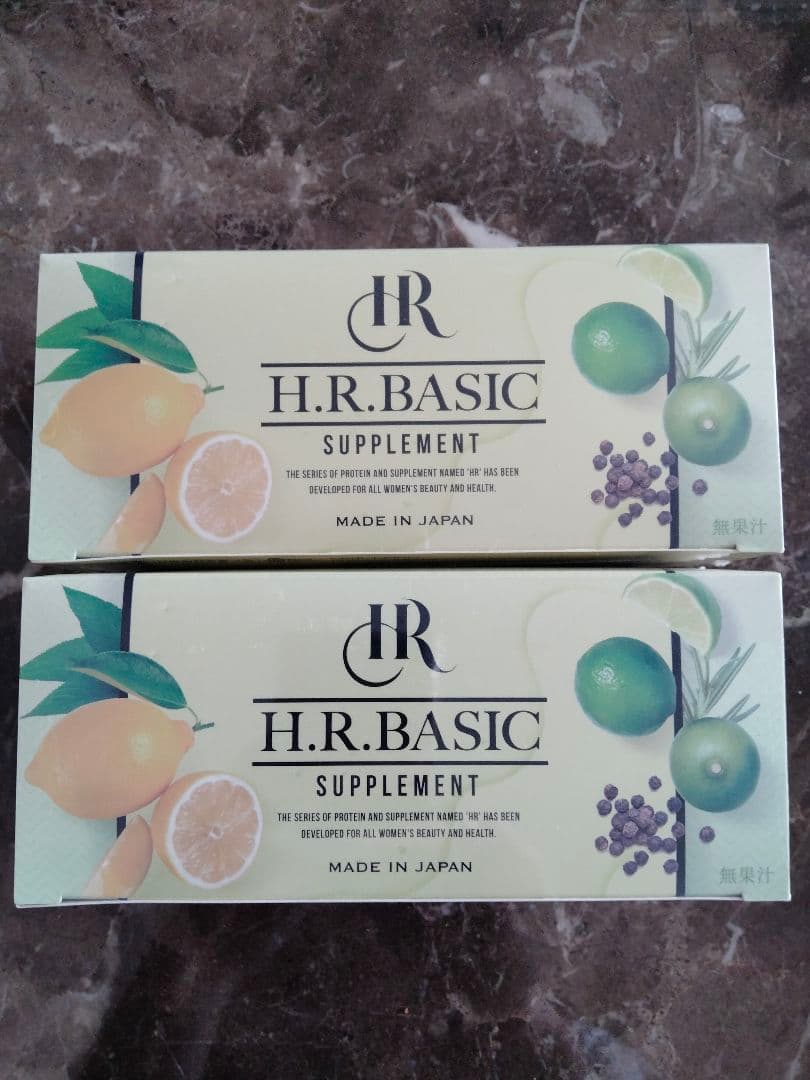 HR
H.R.BASIC
SUPPLEMENT
THE SERIES OF PROTEIN AND SUPPLEMENT NAMED 'HR' HAS BEEN
DEVELOPED FOR ALL WOMEN'S BEAUTY AND HEALTH.
MADE IN JAPAN
無果汁
HR
H.R.BASIC
SUPPLEMENT
THE SERIES OF PROTEIN AND SUPPLEMENT NAMED 'HR' HAS BEEN
DEVELOPED FOR ALL WOMEN'S BEAUTY AND HEALTH.
MADE IN JAPAN
無果汁